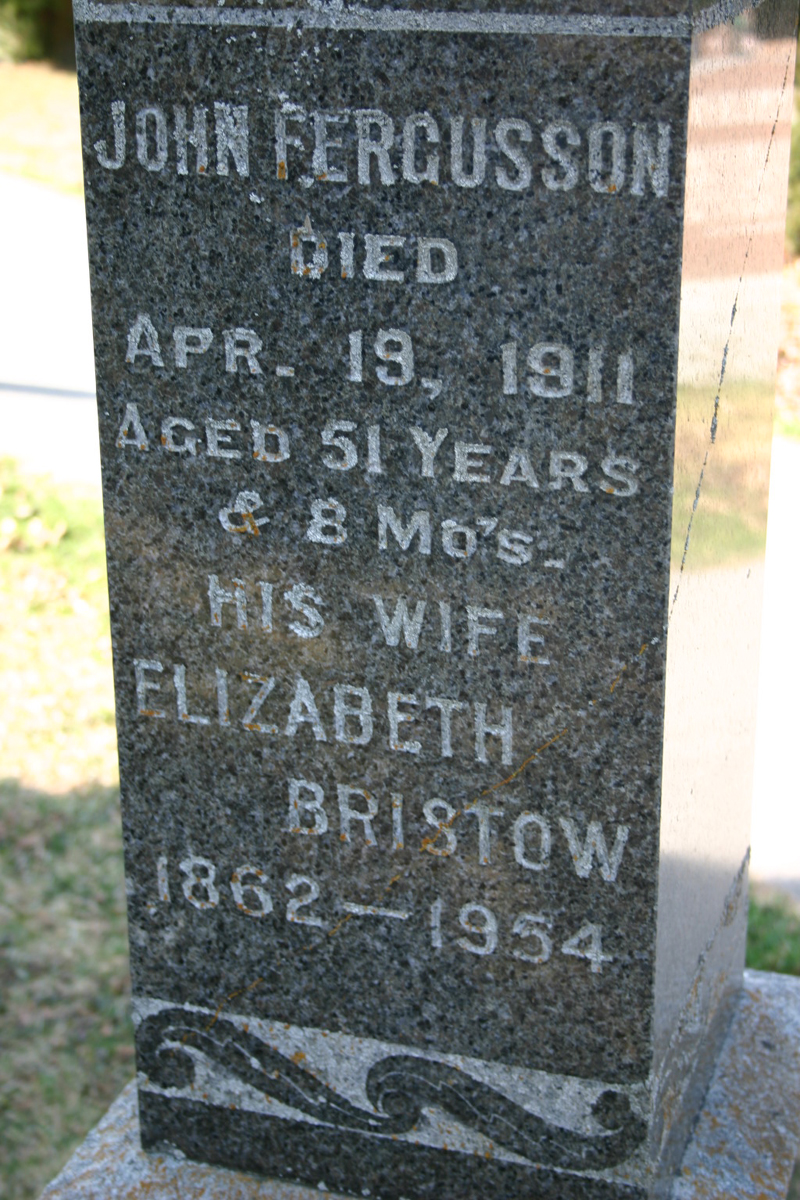 JOHN FERGUSSON
DIED
APR. 19, 1911
AGED 51 YEARS
& 8 MO'S.
HIS WIFE
ELIZABETH
BRISTOW
1862 — 1954